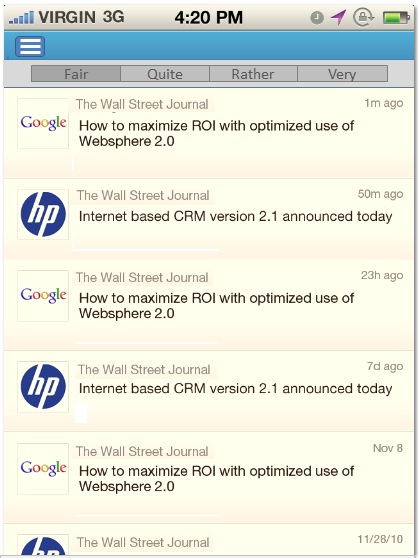 VIRGIN 3G 4:20 PM
Fair Quite Rather Very
The Wall Street Journal 1m ago
Google
How to maximize ROI with optimized use of
Websphere 2.0
The Wall Street Journal 50m ago
hp
Internet based CRM version 2.1 announced today
The Wall Street Journal 23h ago
Google
How to maximize ROI with optimized use of
Websphere 2.0
The Wall Street Journal 7d ago
hp
Internet based CRM version 2.1 announced today
The Wall Street Journal Nov 8
Google
How to maximize ROI with optimized use of
Websphere 2.0
The Wall Street Journal 11/28/10
hp